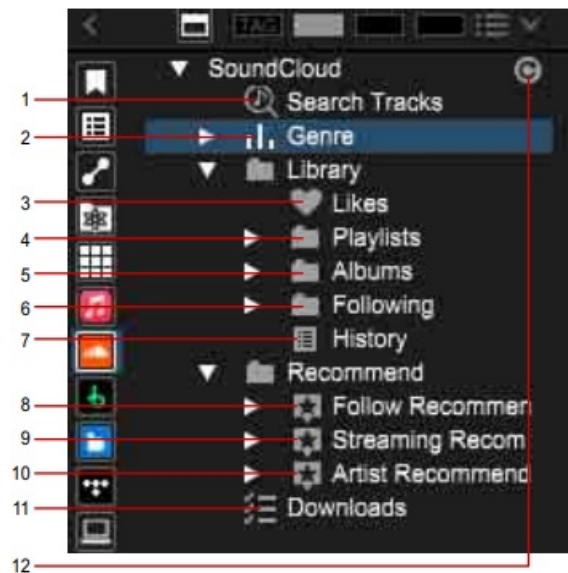 TAG
SoundCloud
1 Search Tracks
2 Genre
Library
3 Likes
4 Playlists
5 Albums
6 Following
7 History
Recommend
8 Follow Recommen
9 Streaming Recom
10 Artist Recommend
11 Downloads
12